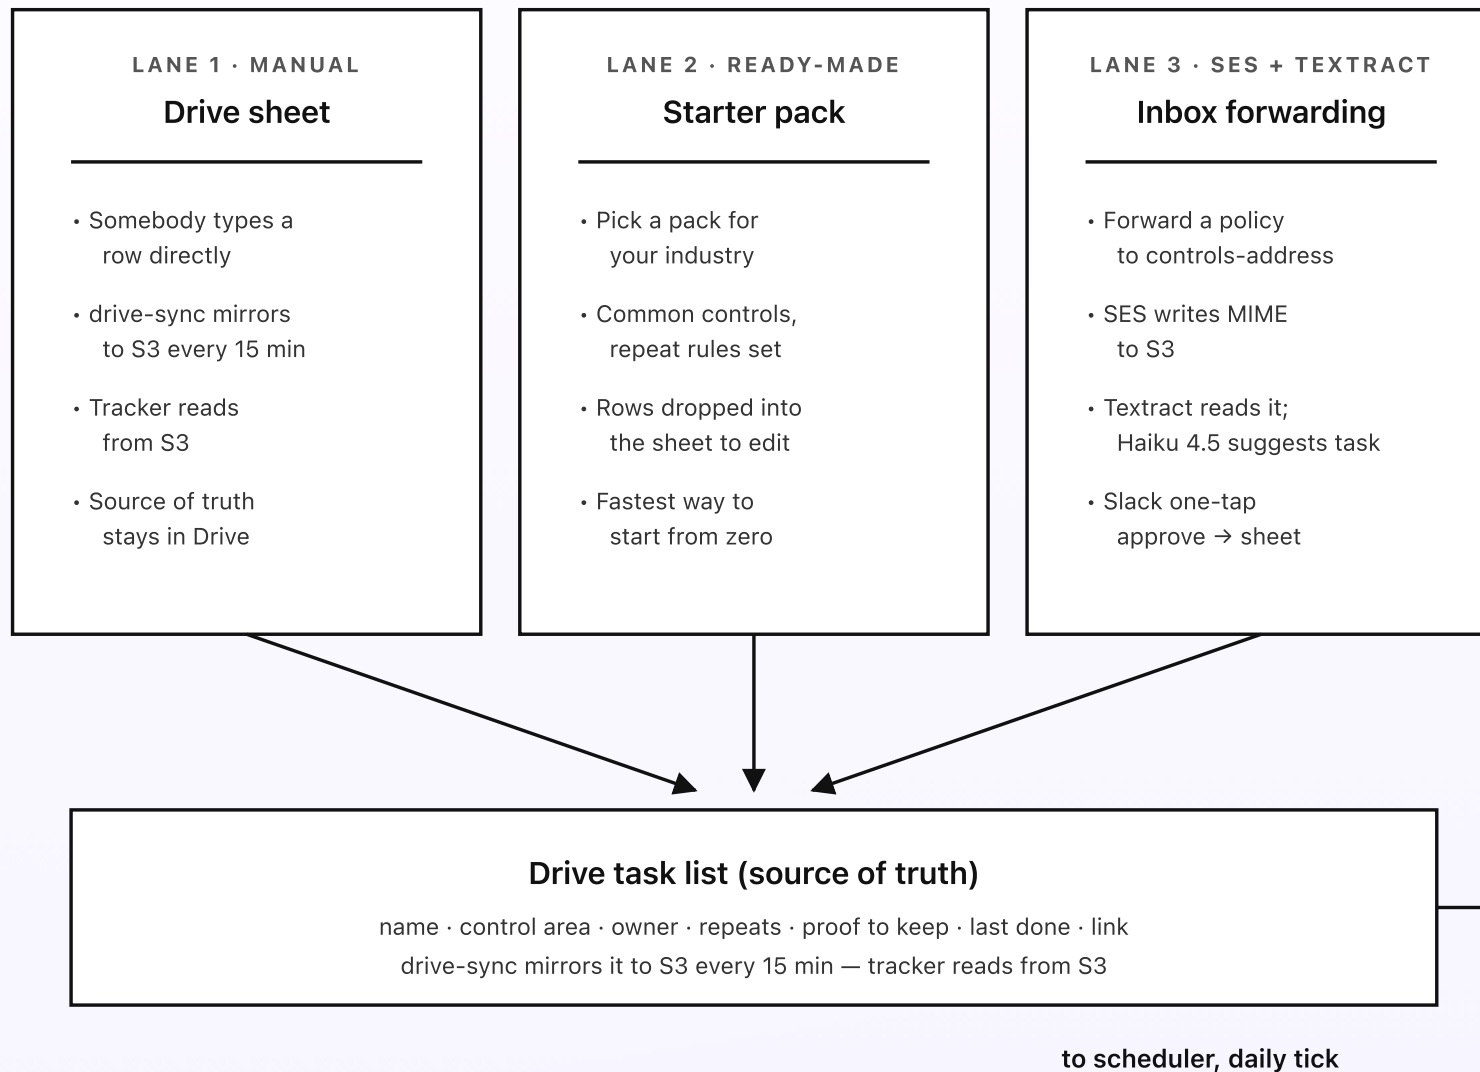 LANE 1 · MANUAL
Drive sheet
• Somebody types a
row directly
• drive-sync mirrors
to S3 every 15 min
• Tracker reads
from S3
• Source of truth
stays in Drive
LANE 2 · READY-MADE
Starter pack
• Pick a pack for
your industry
• Common controls,
repeat rules set
• Rows dropped into
the sheet to edit
• Fastest way to
start from zero
LANE 3 · SES + TEXTRACT
Inbox forwarding
• Forward a policy
to controls-address
• SES writes MIME
to S3
• Textract reads it;
Haiku 4.5 suggests task
• Slack one-tap
approve → sheet
Drive task list (source of truth)
name · control area · owner · repeats · proof to keep · last done · link
drive-sync mirrors it to S3 every 15 min — tracker reads from S3
to scheduler, daily tick